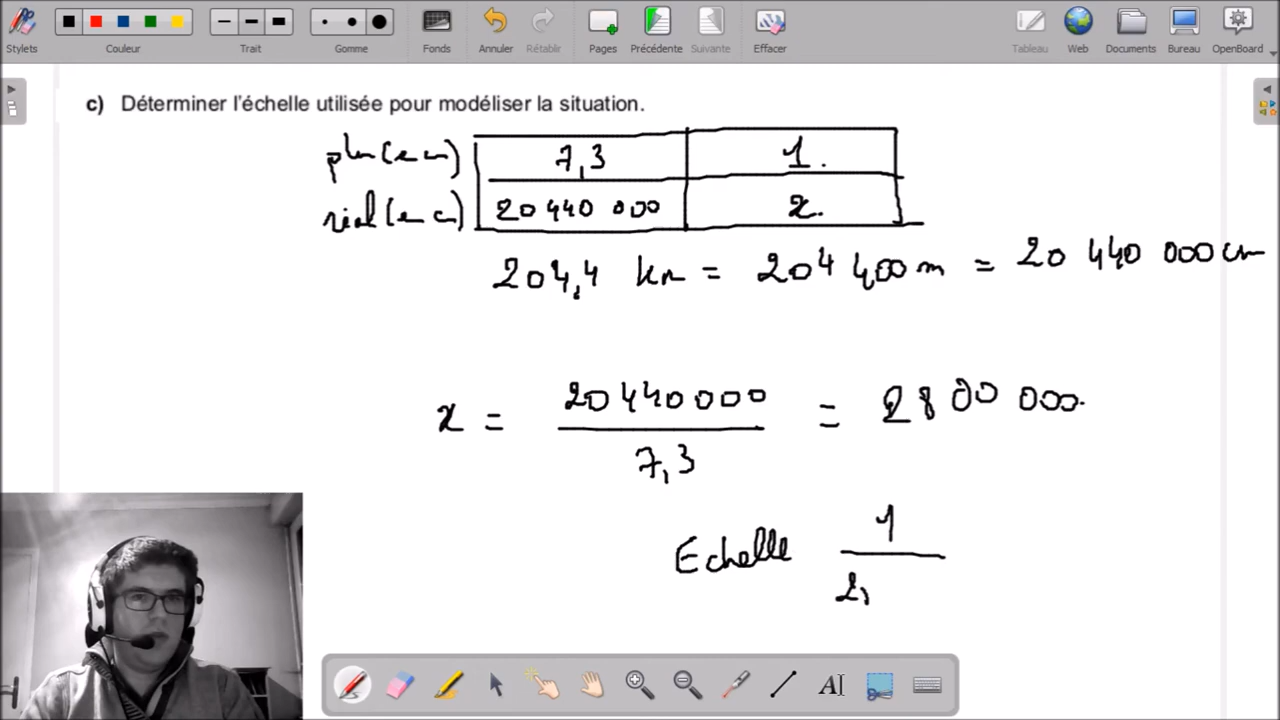 Stylets Couleur Trait Gomme Fonds Annuler Rétablir Pages Précédente Suivante Effacer Tableau Web Documents Bureau OpenBoard
c) Déterminer l'échelle utilisée pour modéliser la situation.
plan (en cm) 7,3 1.
réel (en cm) 20 440 000 x.
204,4 km = 204 400 m = 20 440 000 cm
x = 20440000 / 7,3 = 2800 000.
Echelle 1 / 2,
AI